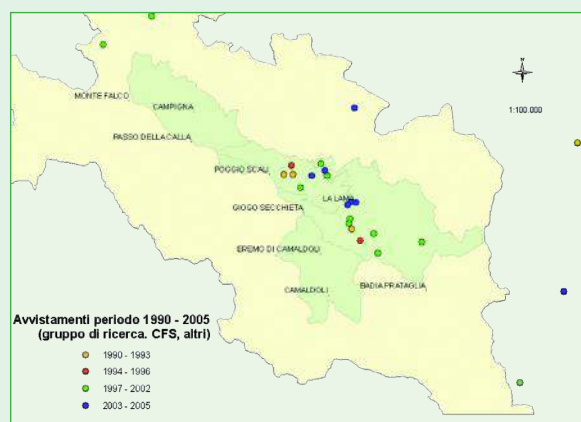 N
1:100.000
MONTE FALCO
CAMPIGNA
PASSO DELLA CALLA
POGGIO SCALI
LA LAMA
GIOGO SECCHIETA
EREMO DI CAMALDOLI
CAMALDOLI
BADIA PRATAGLIA
Avvistamenti periodo 1990 - 2005
(gruppo di ricerca. CFS, altri)
1990 - 1993
1994 - 1996
1997 - 2002
2003 - 2005